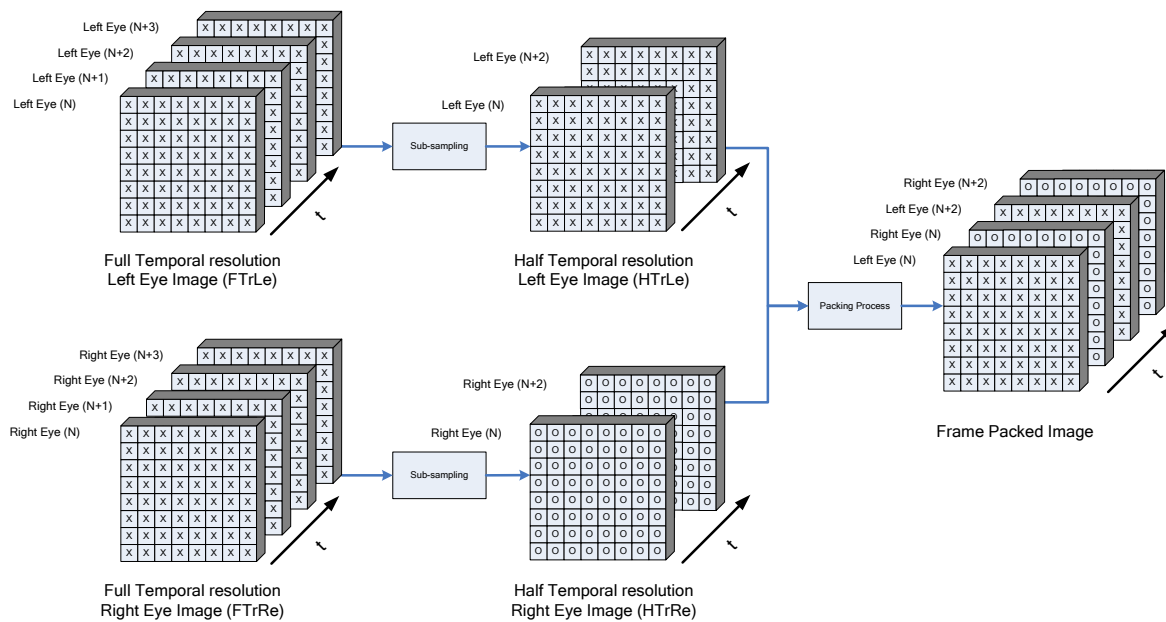 Left Eye (N+3)
Left Eye (N+2)
Left Eye (N+1)
Left Eye (N)
t
Full Temporal resolution
Left Eye Image (FTrLe)
Sub-sampling
Left Eye (N+2)
Left Eye (N)
t
Half Temporal resolution
Left Eye Image (HTrLe)
Right Eye (N+3)
Right Eye (N+2)
Right Eye (N+1)
Right Eye (N)
t
Full Temporal resolution
Right Eye Image (FTrRe)
Sub-sampling
Right Eye (N+2)
Right Eye (N)
t
Half Temporal resolution
Right Eye Image (HTrRe)
Packing Process
Right Eye (N+2)
Left Eye (N+2)
Right Eye (N)
Left Eye (N)
t
Frame Packed Image